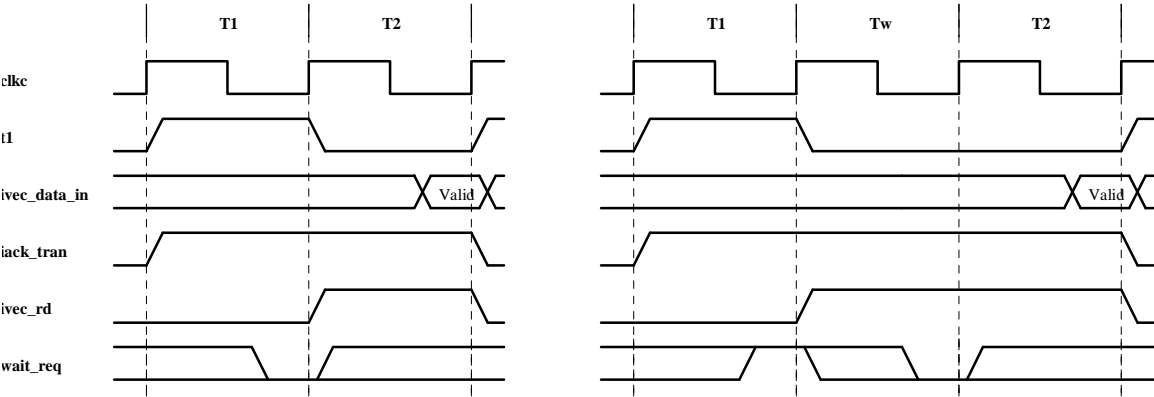 T1 T2 T1 Tw T2
clkc
t1
ivec_data_in Valid Valid
iack_tran
ivec_rd
wait_req